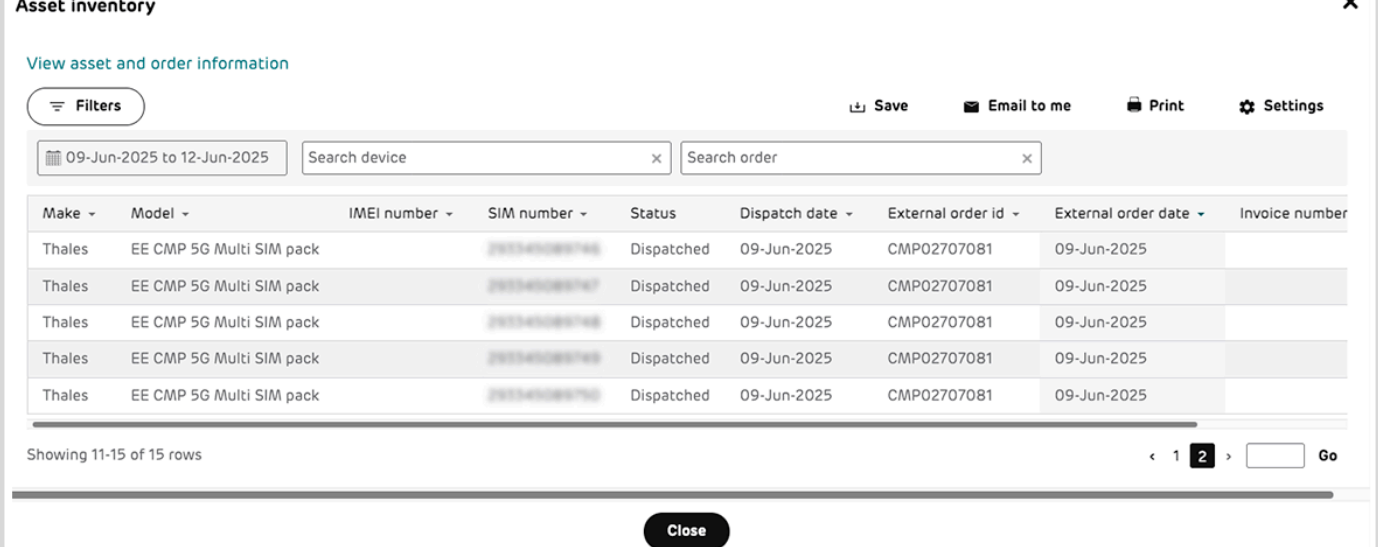 Asset inventory
View asset and order information
Filters Save Email to me Print Settings
09-Jun-2025 to 12-Jun-2025 Search device Search order
Make Model IMEI number SIM number Status Dispatch date External order id External order date Invoice number
Thales EE CMP 5G Multi SIM pack Dispatched 09-Jun-2025 CMP02707081 09-Jun-2025
Thales EE CMP 5G Multi SIM pack Dispatched 09-Jun-2025 CMP02707081 09-Jun-2025
Thales EE CMP 5G Multi SIM pack Dispatched 09-Jun-2025 CMP02707081 09-Jun-2025
Thales EE CMP 5G Multi SIM pack Dispatched 09-Jun-2025 CMP02707081 09-Jun-2025
Thales EE CMP 5G Multi SIM pack Dispatched 09-Jun-2025 CMP02707081 09-Jun-2025
Showing 11-15 of 15 rows ‹ 1 2 › Go
Close